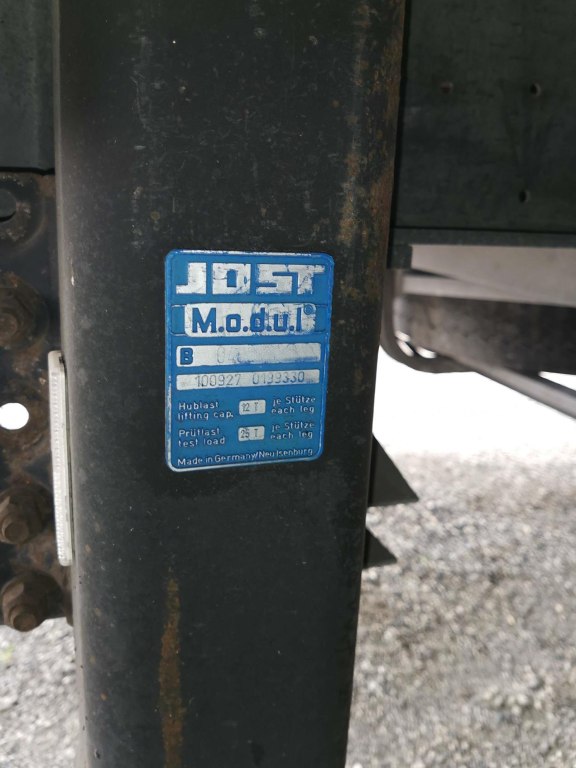 JOST
M.o.d.u.l®
B
100927 0139330
Hublast je Stütze
lifting cap. 12 T each leg
Prüflast je Stütze
test load 25 T each leg
Made in Germany/Neu Isenburg